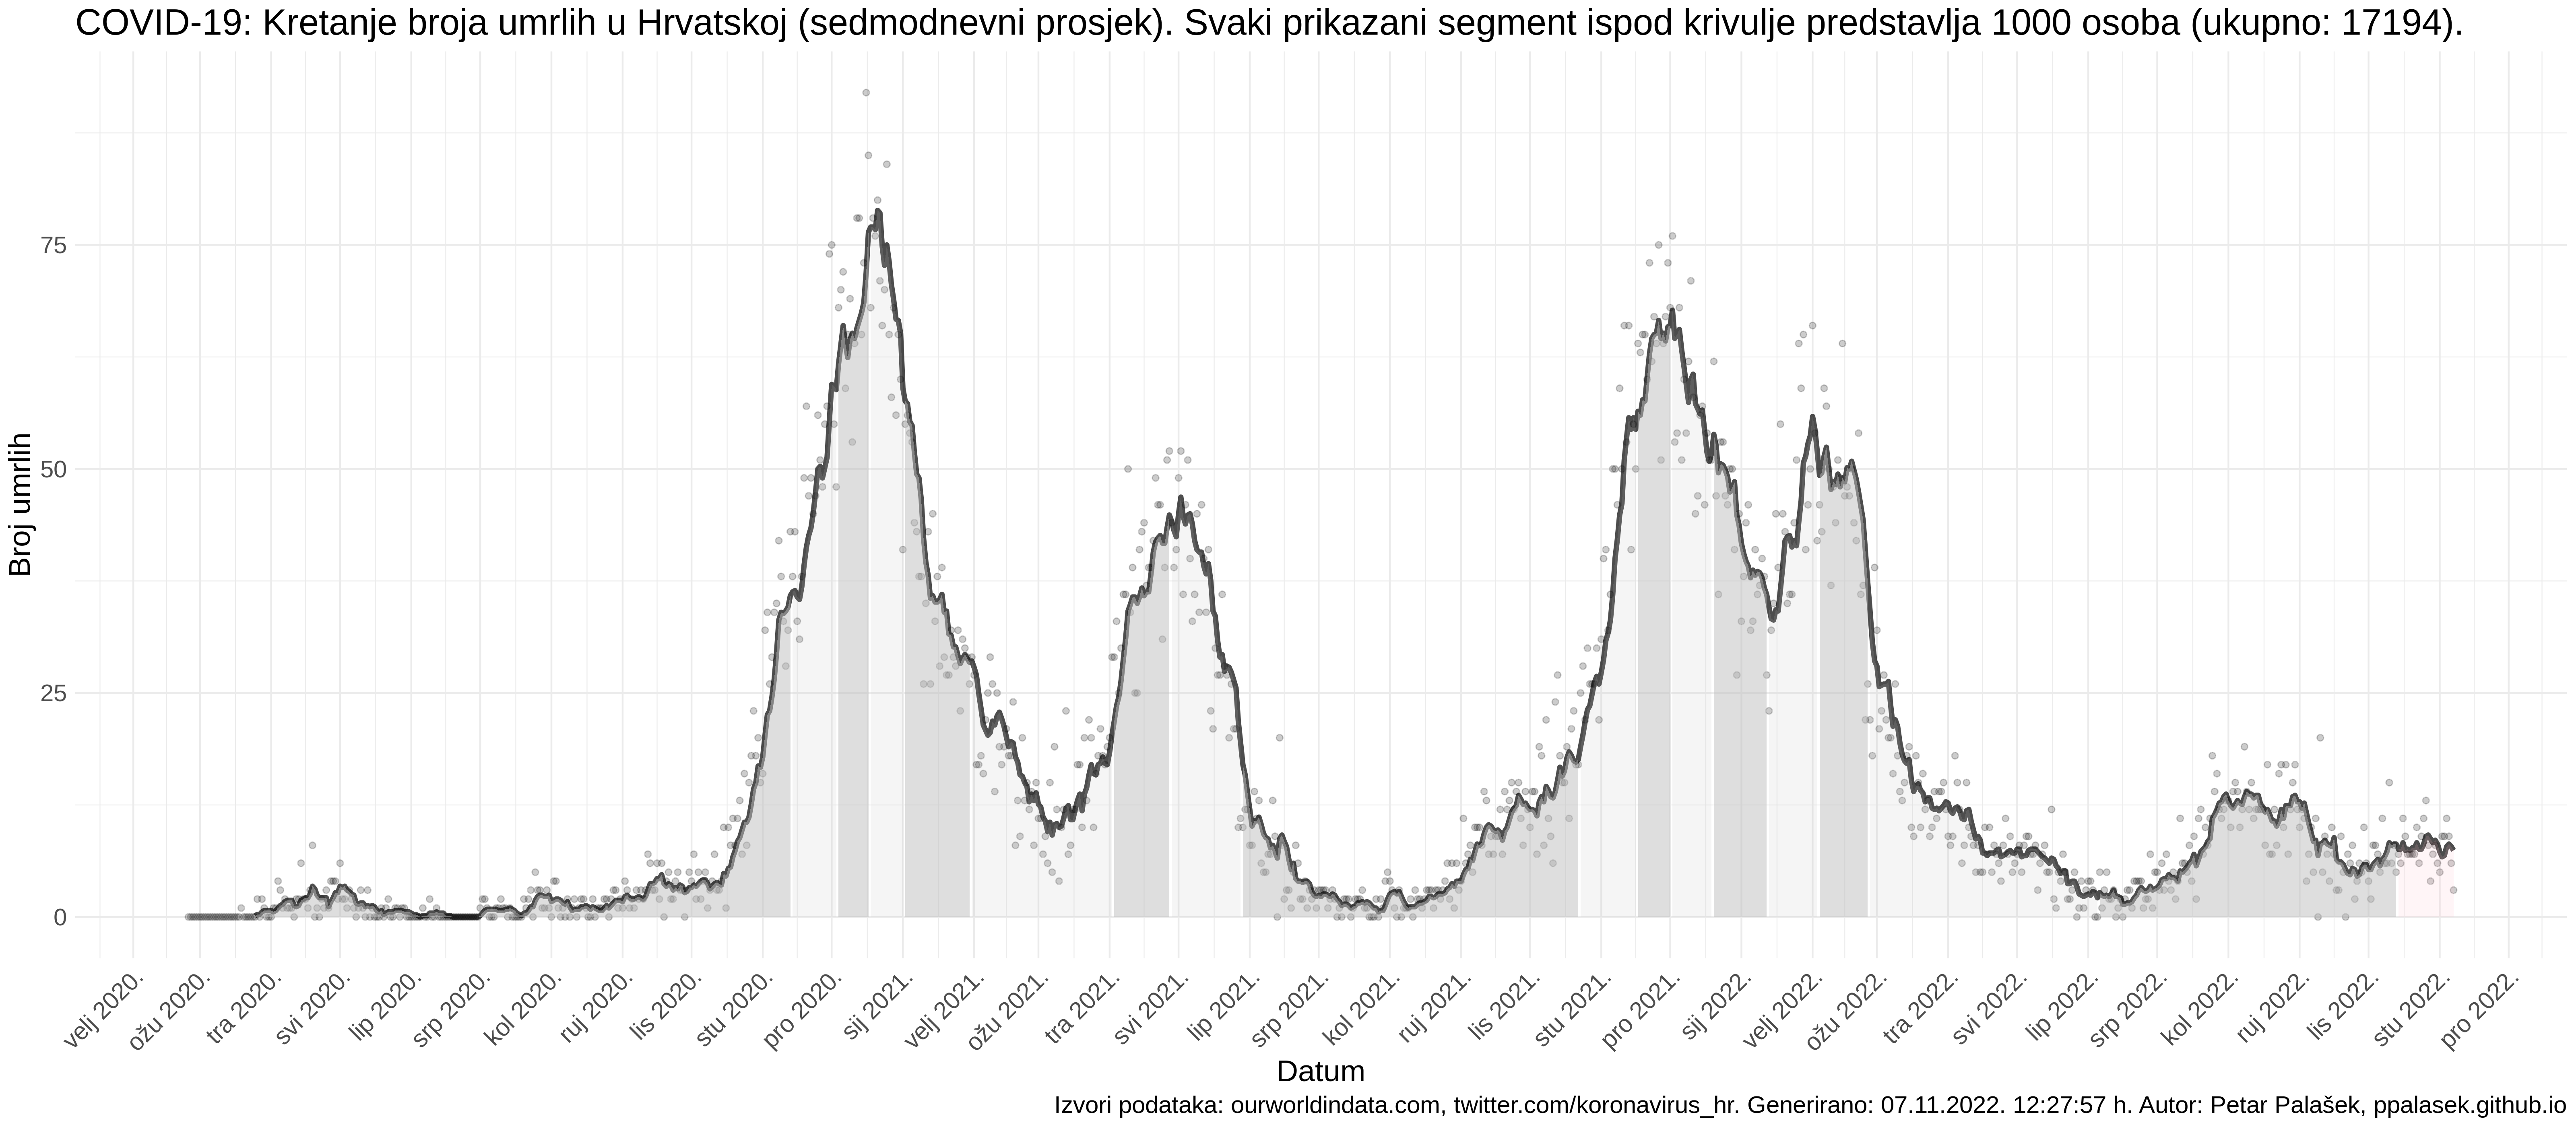 COVID-19: Kretanje broja umrlih u Hrvatskoj (sedmodnevni prosjek). Svaki prikazani segment ispod krivulje predstavlja 1000 osoba (ukupno: 17194).
Broj umrlih
75
50
25
0
velj 2020.
ožu 2020.
tra 2020.
svi 2020.
lip 2020.
srp 2020.
kol 2020.
ruj 2020.
lis 2020.
stu 2020.
pro 2020.
sij 2021.
velj 2021.
ožu 2021.
tra 2021.
svi 2021.
lip 2021.
srp 2021.
kol 2021.
ruj 2021.
lis 2021.
stu 2021.
pro 2021.
sij 2022.
velj 2022.
ožu 2022.
tra 2022.
svi 2022.
lip 2022.
srp 2022.
kol 2022.
ruj 2022.
lis 2022.
stu 2022.
pro 2022.
Datum
Izvori podataka: ourworldindata.com, twitter.com/koronavirus_hr. Generirano: 07.11.2022. 12:27:57 h. Autor: Petar Palašek, ppalasek.github.io